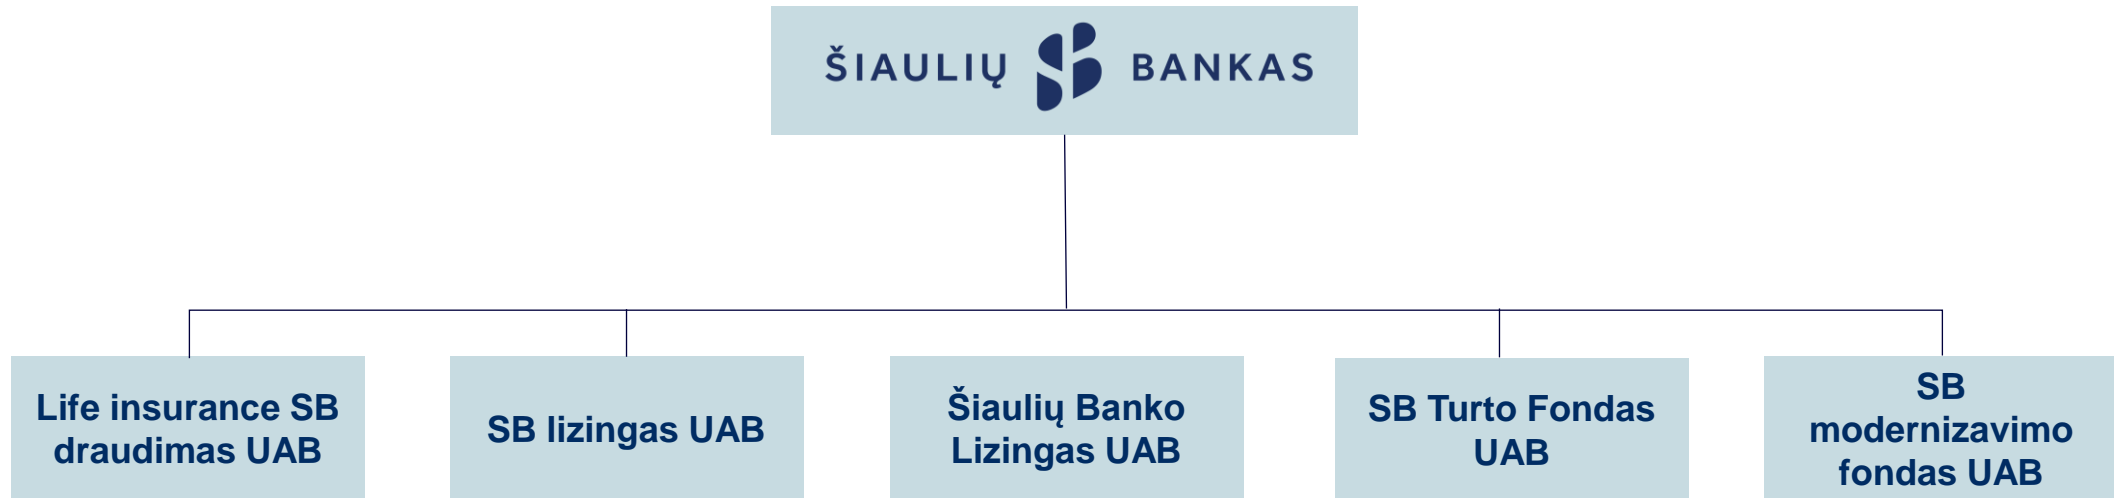 ŠIAULIŲ BANKAS
Life insurance SB
draudimas UAB
SB lizingas UAB
Šiaulių Banko
Lizingas UAB
SB Turto Fondas
UAB
SB
modernizavimo
fondas UAB